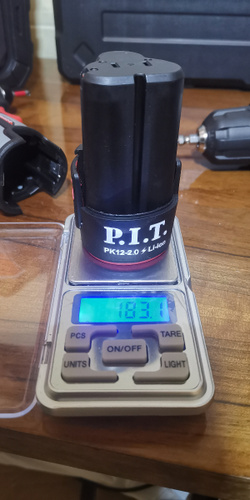 P.I.T.
PK12-2.0 ⚡ Li-ion
183.1
PCS
TARE
ON/OFF
UNITS
LIGHT